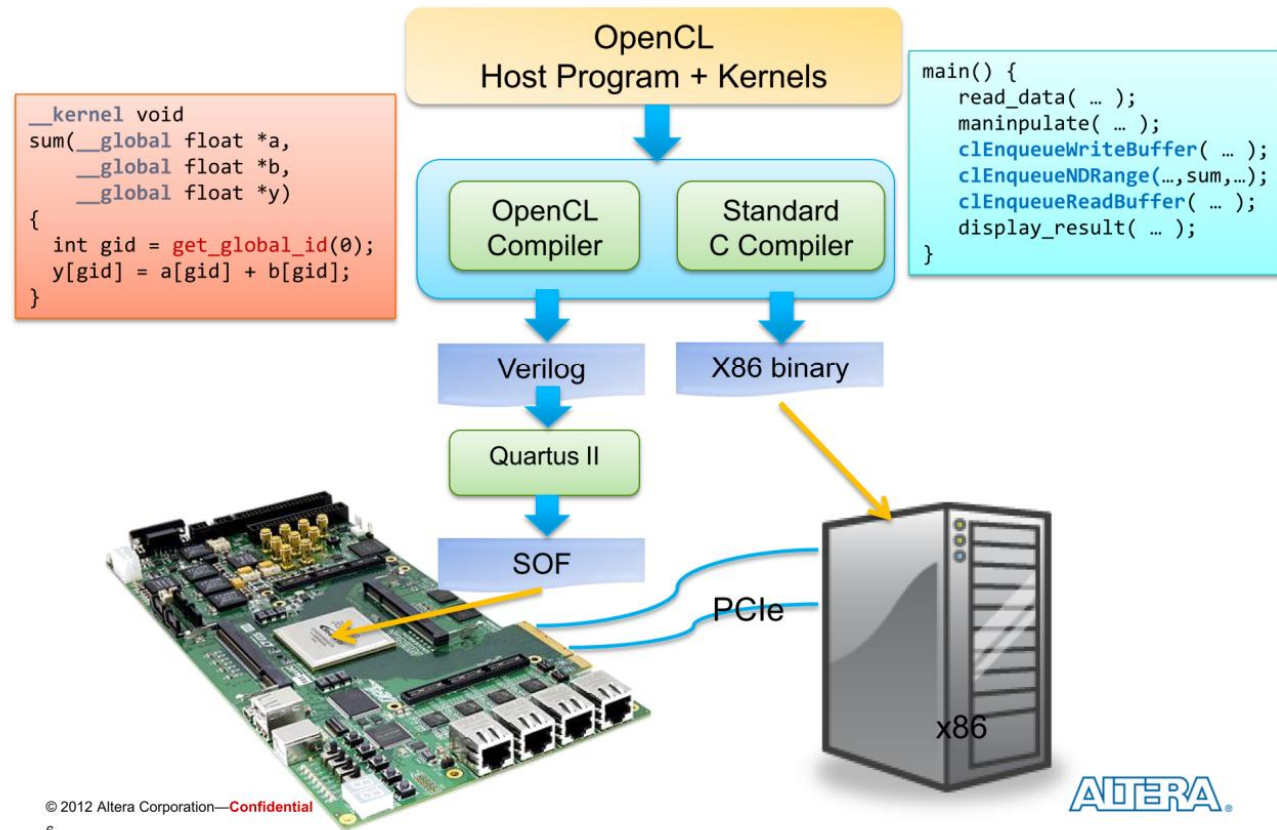 OpenCL
Host Program + Kernels
__kernel void
sum(__global float *a,
__global float *b,
__global float *y)
{
int gid = get_global_id(0);
y[gid] = a[gid] + b[gid];
}
main() {
read_data( … );
maninpulate( … );
clEnqueueWriteBuffer( … );
clEnqueueNDRange(…,sum,…);
clEnqueueReadBuffer( … );
display_result( … );
}
OpenCL
Compiler
Standard
C Compiler
Verilog
X86 binary
Quartus II
SOF
PCIe
x86
© 2012 Altera Corporation—Confidential
ALTERA®